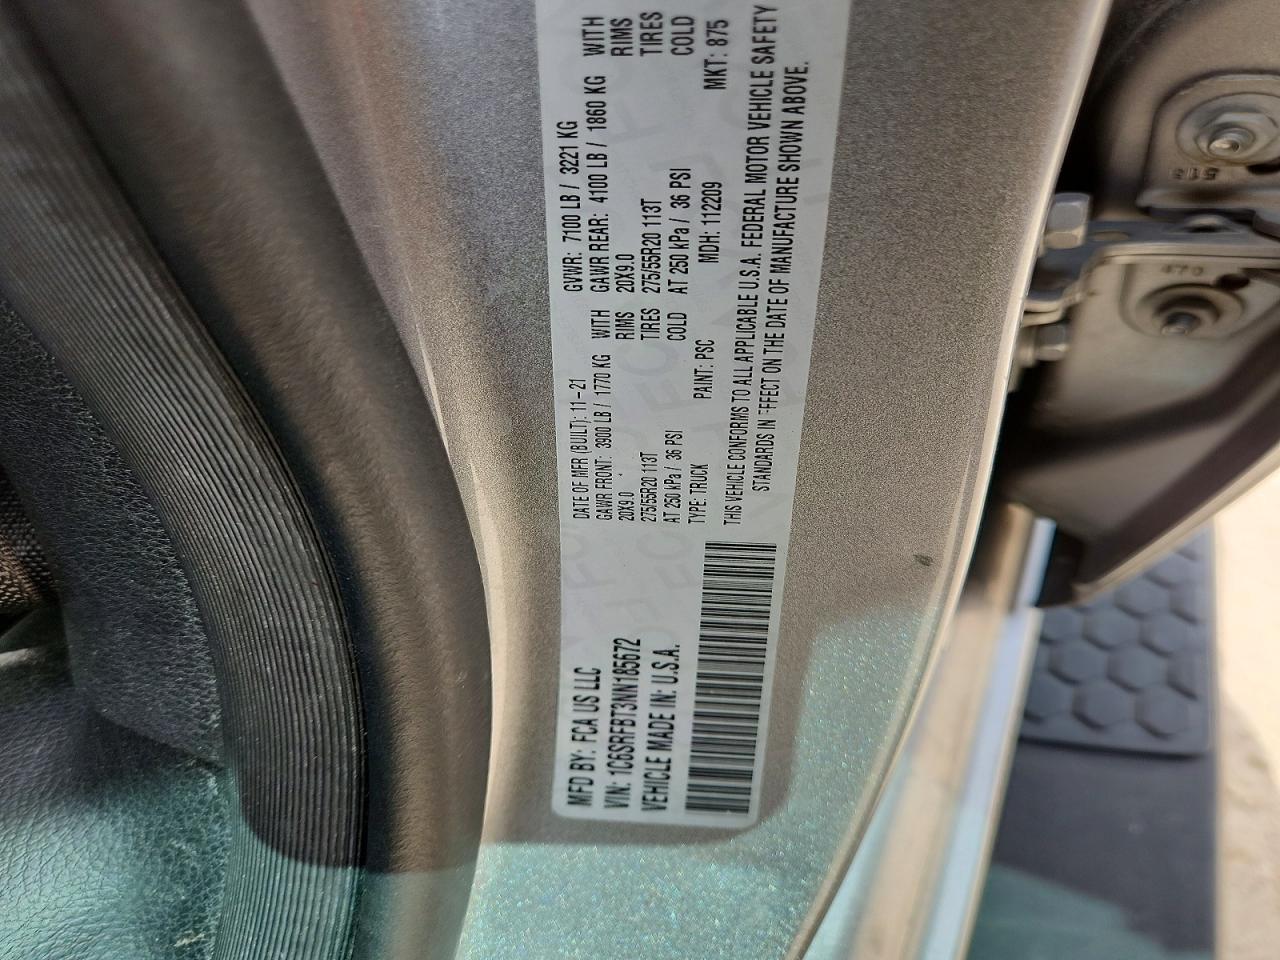 MFD BY: FCA US LLC
VIN: 1C6SRFBT3NN185672
VEHICLE MADE IN: U.S.A.
DATE OF MFR (BUILT): 11-21 GVWR: 7100 LB / 3221 KG
GAWR FRONT: 3900 LB / 1770 KG WITH GAWR REAR: 4100 LB / 1860 KG WITH
20X9.0 RIMS 20X9.0 RIMS
275/55R20 113T TIRES 275/55R20 113T TIRES
AT 250 kPa / 36 PSI COLD AT 250 kPa / 36 PSI COLD
TYPE: TRUCK PAINT: PSC MDH: 112209 MKT: 875
THIS VEHICLE CONFORMS TO ALL APPLICABLE U.S.A. FEDERAL MOTOR VEHICLE SAFETY
STANDARDS IN EFFECT ON THE DATE OF MANUFACTURE SHOWN ABOVE.
470